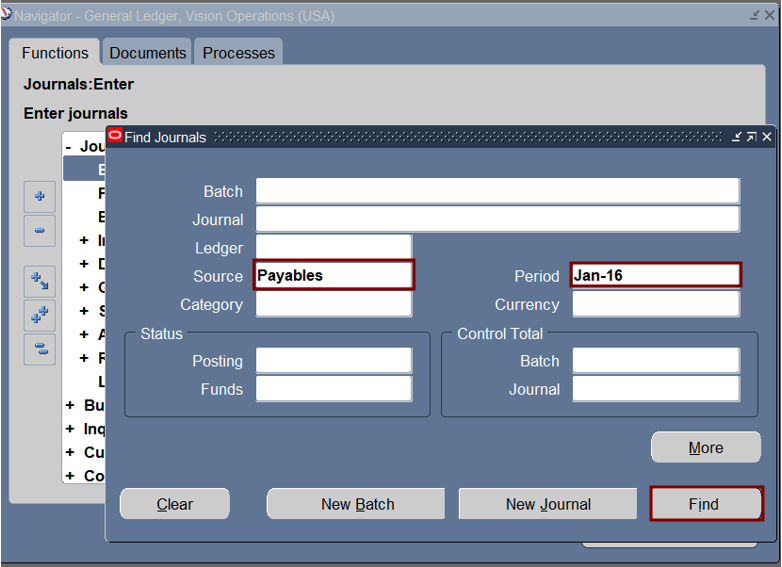 Navigator - General Ledger, Vision Operations (USA)
Functions Documents Processes
Journals:Enter
Enter journals
- Jou
E
Find Journals
F
E
+ I
+ D
+ C
+ S
+ A
+ R
L
+ Bu
+ Inq
+ Cu
+ Co
Batch
Journal
Ledger
Source Payables Period Jan-16
Category Currency
Status Control Total
Posting Batch
Funds Journal
More
Clear New Batch New Journal Find